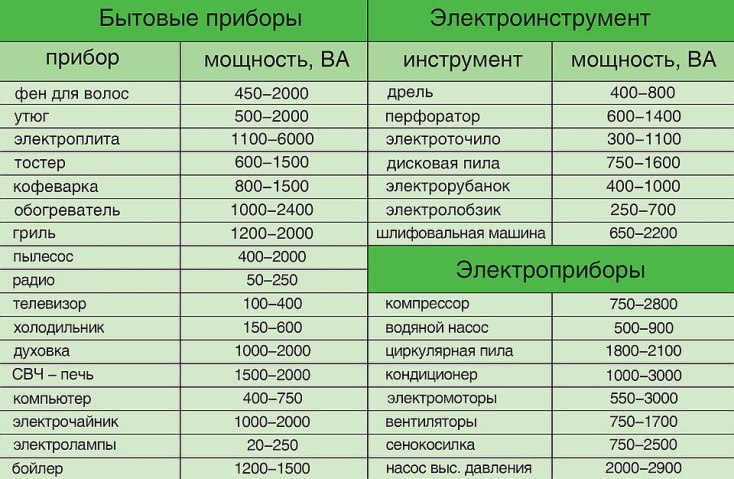 Бытовые приборы
прибор мощность, ВА
фен для волос 450–2000
утюг 500–2000
электроплита 1100–6000
тостер 600–1500
кофеварка 800–1500
обогреватель 1000–2400
гриль 1200–2000
пылесос 400–2000
радио 50–250
телевизор 100–400
холодильник 150–600
духовка 1000–2000
СВЧ – печь 1500–2000
компьютер 400–750
электрочайник 1000–2000
электролампы 20–250
бойлер 1200–1500
Электроинструмент
инструмент мощность, ВА
дрель 400–800
перфоратор 600–1400
электроточило 300–1100
дисковая пила 750–1600
электрорубанок 400–1000
электролобзик 250–700
шлифовальная машина 650–2200
Электроприборы
компрессор 750–2800
водяной насос 500–900
циркулярная пила 1800–2100
кондиционер 1000–3000
электромоторы 550–3000
вентиляторы 750–1700
сенокосилка 750–2500
насос выс. давления 2000–2900